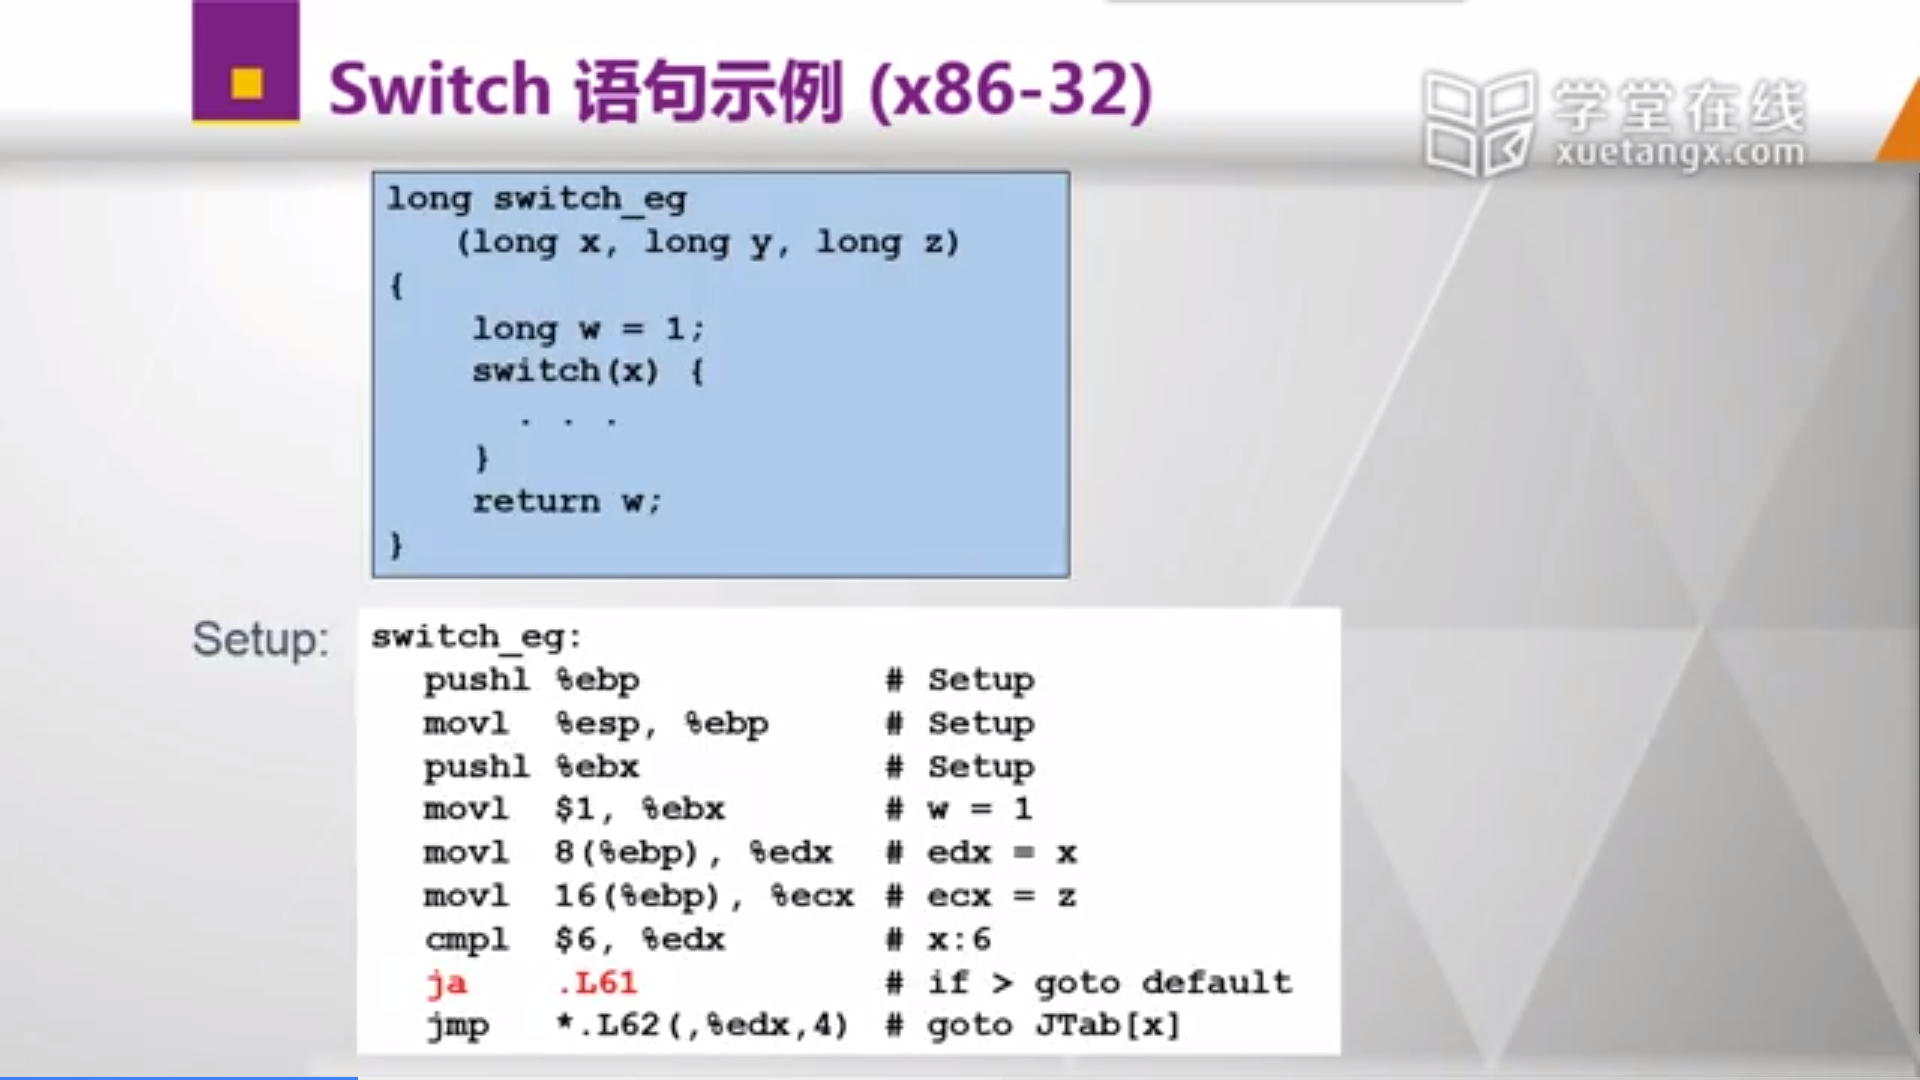 Switch 语句示例 (x86-32)
学堂在线
xuetangx.com
long switch_eg
(long x, long y, long z)
{
long w = 1;
switch(x) {
. . .
}
return w;
}
Setup:
switch_eg:
pushl %ebp # Setup
movl %esp, %ebp # Setup
pushl %ebx # Setup
movl $1, %ebx # w = 1
movl 8(%ebp), %edx # edx = x
movl 16(%ebp), %ecx # ecx = z
cmpl $6, %edx # x:6
ja .L61 # if > goto default
jmp *.L62(,%edx,4) # goto JTab[x]